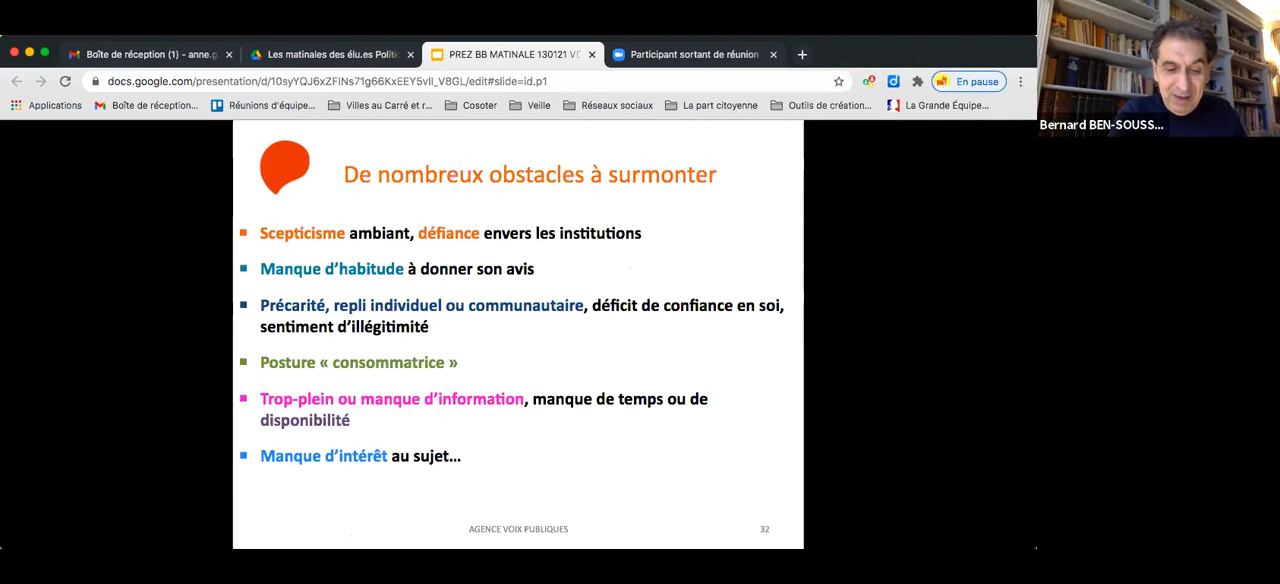 Boîte de réception (1) - anne.g
Les matinales des élu.es Politi
PREZ BB MATINALE 130121 VD
Participant sortant de réunion
docs.google.com/presentation/d/10syYQJ6xZFINs71g66KxEEY5vIl_V8GL/edit#slide=id.p1
En pause
Applications
Boîte de réception...
Réunions d'équipe...
Villes au Carré et r...
Cosoter
Veille
Réseaux sociaux
La part citoyenne
Outils de création...
La Grande Équipe...
Bernard BEN-SOUSS...
De nombreux obstacles à surmonter
Scepticisme ambiant, défiance envers les institutions
Manque d'habitude à donner son avis
Précarité, repli individuel ou communautaire, déficit de confiance en soi,
sentiment d'illégitimité
Posture « consommatrice »
Trop-plein ou manque d'information, manque de temps ou de
disponibilité
Manque d'intérêt au sujet…
AGENCE VOIX PUBLIQUES
32